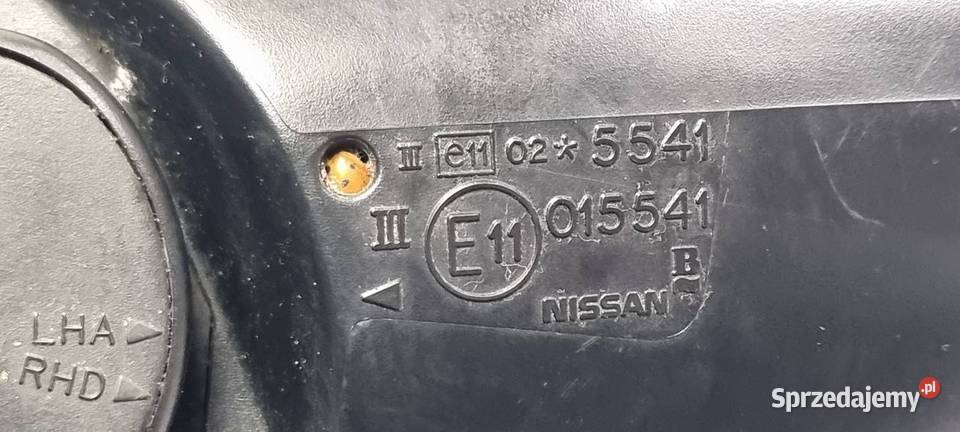 III e11 02*5541
III E11 015541
B
NISSAN
LHA
RHD
Sprzedajemy.pl